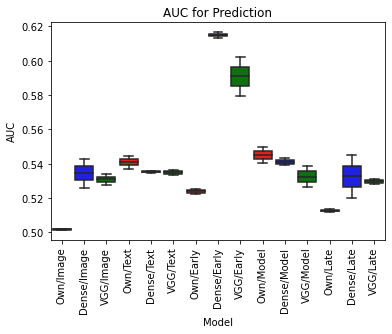 AUC for Prediction
0.62
0.60
0.58
0.56
0.54
0.52
0.50
AUC
Own/Image
Dense/Image
VGG/Image
Own/Text
Dense/Text
VGG/Text
Own/Early
Dense/Early
VGG/Early
Own/Model
Dense/Model
VGG/Model
Own/Late
Dense/Late
VGG/Late
Model